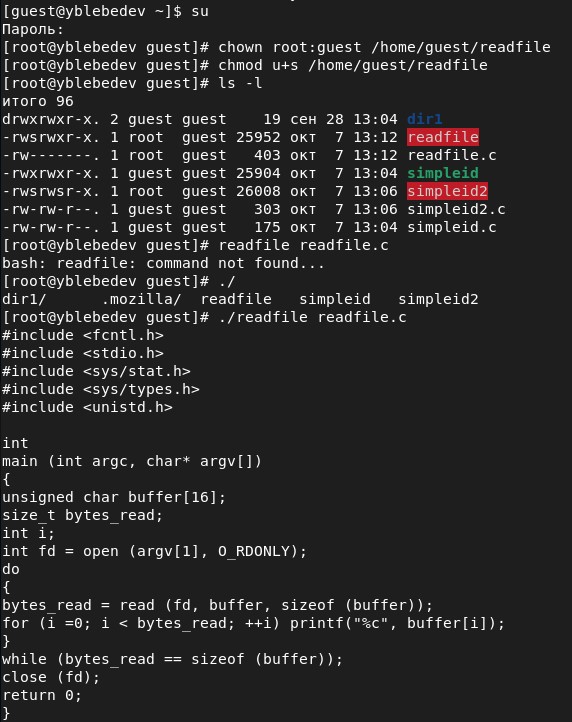 [guest@yblebedev ~]$ su
Пароль:
[root@yblebedev guest]# chown root:guest /home/guest/readfile
[root@yblebedev guest]# chmod u+s /home/guest/readfile
[root@yblebedev guest]# ls -l
итого 96
drwxrwxr-x. 2 guest guest    19 сен 28 13:04 dir1
-rwsrwxr-x. 1 root  guest 25952 окт  7 13:12 readfile
-rw-------. 1 root  guest   403 окт  7 13:12 readfile.c
-rwxrwxr-x. 1 guest guest 25904 окт  7 13:04 simpleid
-rwsrwsr-x. 1 root  guest 26008 окт  7 13:06 simpleid2
-rw-rw-r--. 1 guest guest   303 окт  7 13:06 simpleid2.c
-rw-rw-r--. 1 guest guest   175 окт  7 13:04 simpleid.c
[root@yblebedev guest]# readfile readfile.c
bash: readfile: command not found...
[root@yblebedev guest]# ./
dir1/      .mozilla/  readfile   simpleid   simpleid2
[root@yblebedev guest]# ./readfile readfile.c
#include <fcntl.h>
#include <stdio.h>
#include <sys/stat.h>
#include <sys/types.h>
#include <unistd.h>

int
main (int argc, char* argv[])
{
unsigned char buffer[16];
size_t bytes_read;
int i;
int fd = open (argv[1], O_RDONLY);
do
{
bytes_read = read (fd, buffer, sizeof (buffer));
for (i =0; i < bytes_read; ++i) printf("%c", buffer[i]);
}
while (bytes_read == sizeof (buffer));
close (fd);
return 0;
}